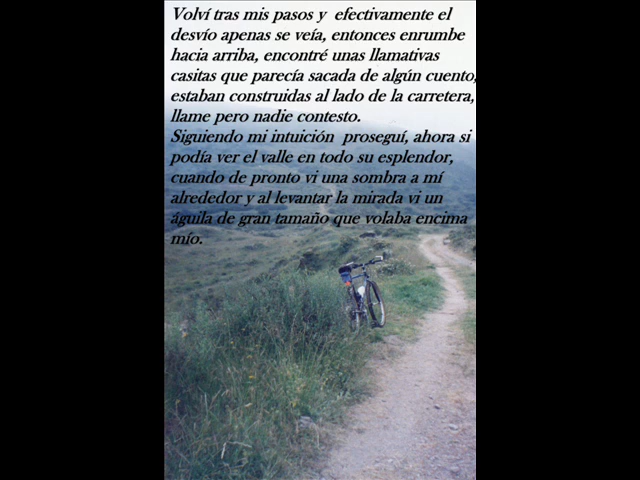 Volví tras mis pasos y efectivamente el
desvío apenas se veía, entonces enrumbe
hacia arriba, encontré unas llamativas
casitas que parecía sacada de algún cuento,
estaban construidas al lado de la carretera,
llame pero nadie contesto.
Siguiendo mi intuición proseguí, ahora si
podía ver el valle en todo su esplendor,
cuando de pronto vi una sombra a mí
alrededor y al levantar la mirada vi un
águila de gran tamaño que volaba encima
mío.